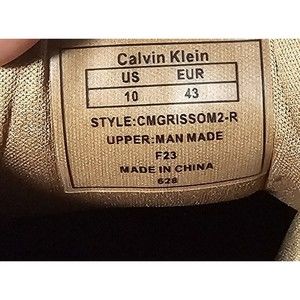 Calvin Klein
US EUR
10 43
STYLE:CMGRISSOM2-R
UPPER:MAN MADE
F23
MADE IN CHINA
628